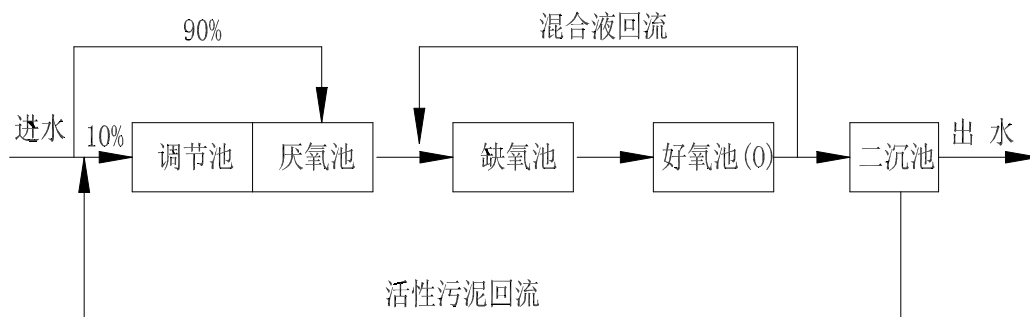 90%
混合液回流
进水
10%
调节池
厌氧池
缺氧池
好氧池(O)
二沉池
出 水
活性污泥回流